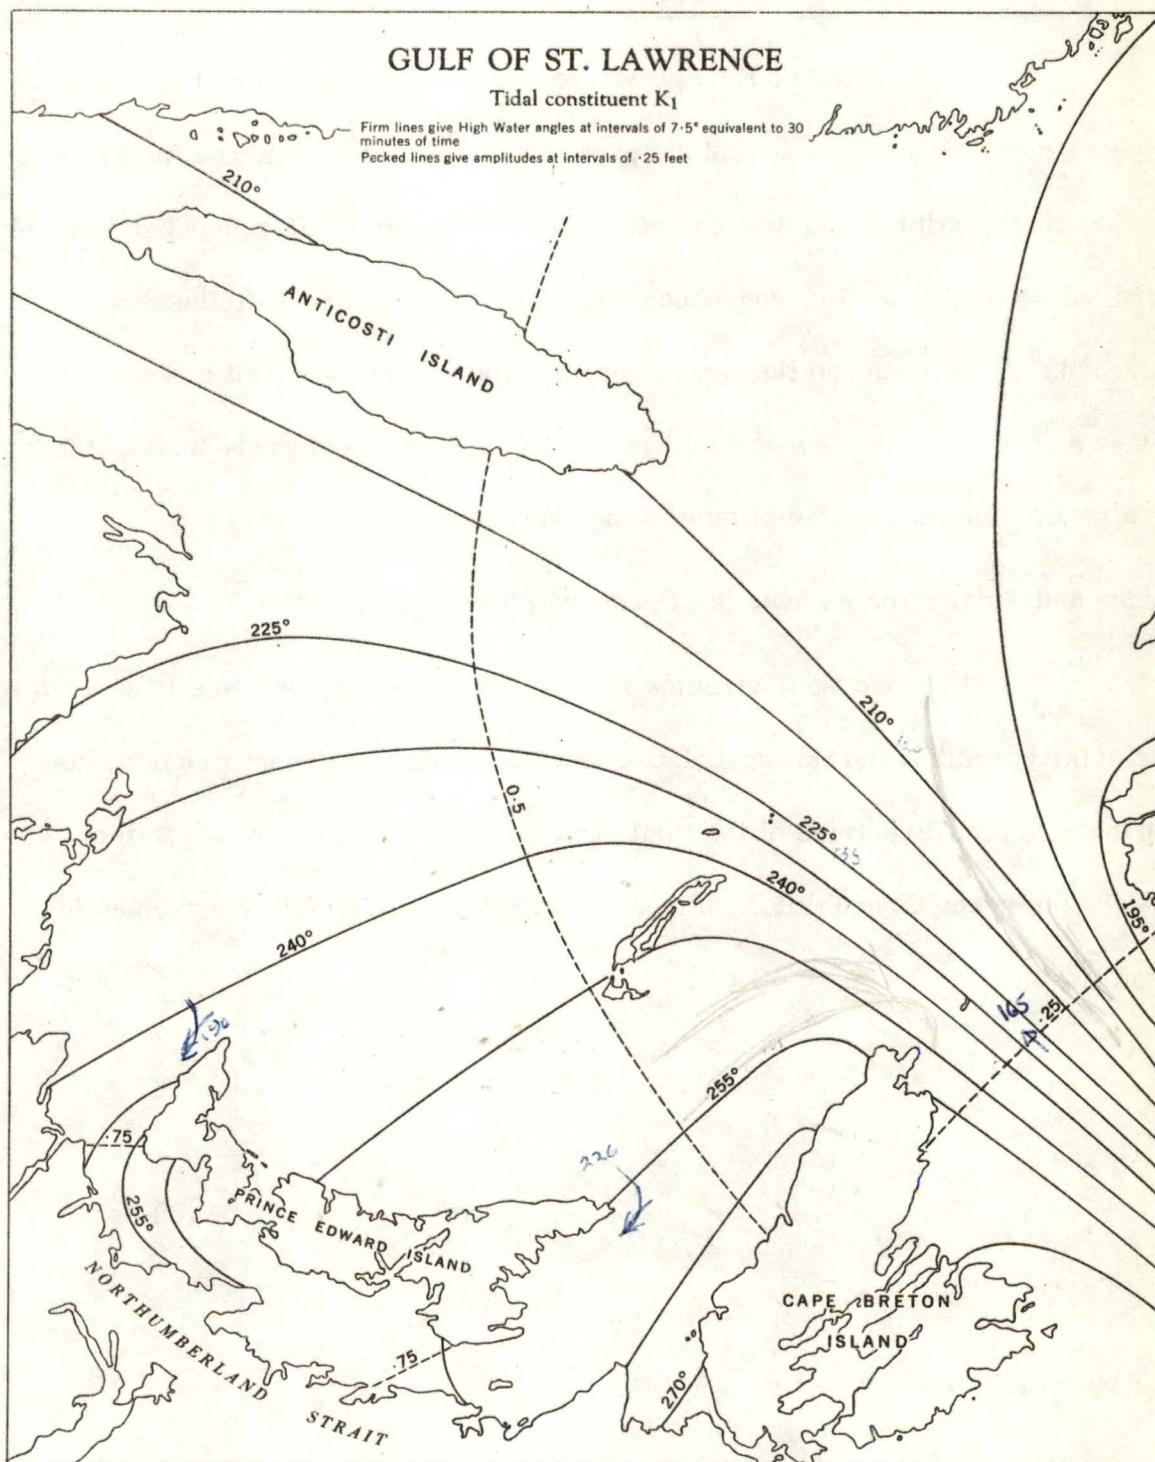 GULF OF ST. LAWRENCE
Tidal constituent K1
Firm lines give High Water angles at intervals of 7·5° equivalent to 30
minutes of time
Pecked lines give amplitudes at intervals of ·25 feet
210°
ANTICOSTI ISLAND
225°
210°
0·5
225°
240°
195°
240°
165
·25
190
255°
·75
226
255°
PRINCE EDWARD ISLAND
NORTHUMBERLAND STRAIT
CAPE BRETON
ISLAND
·75
270°